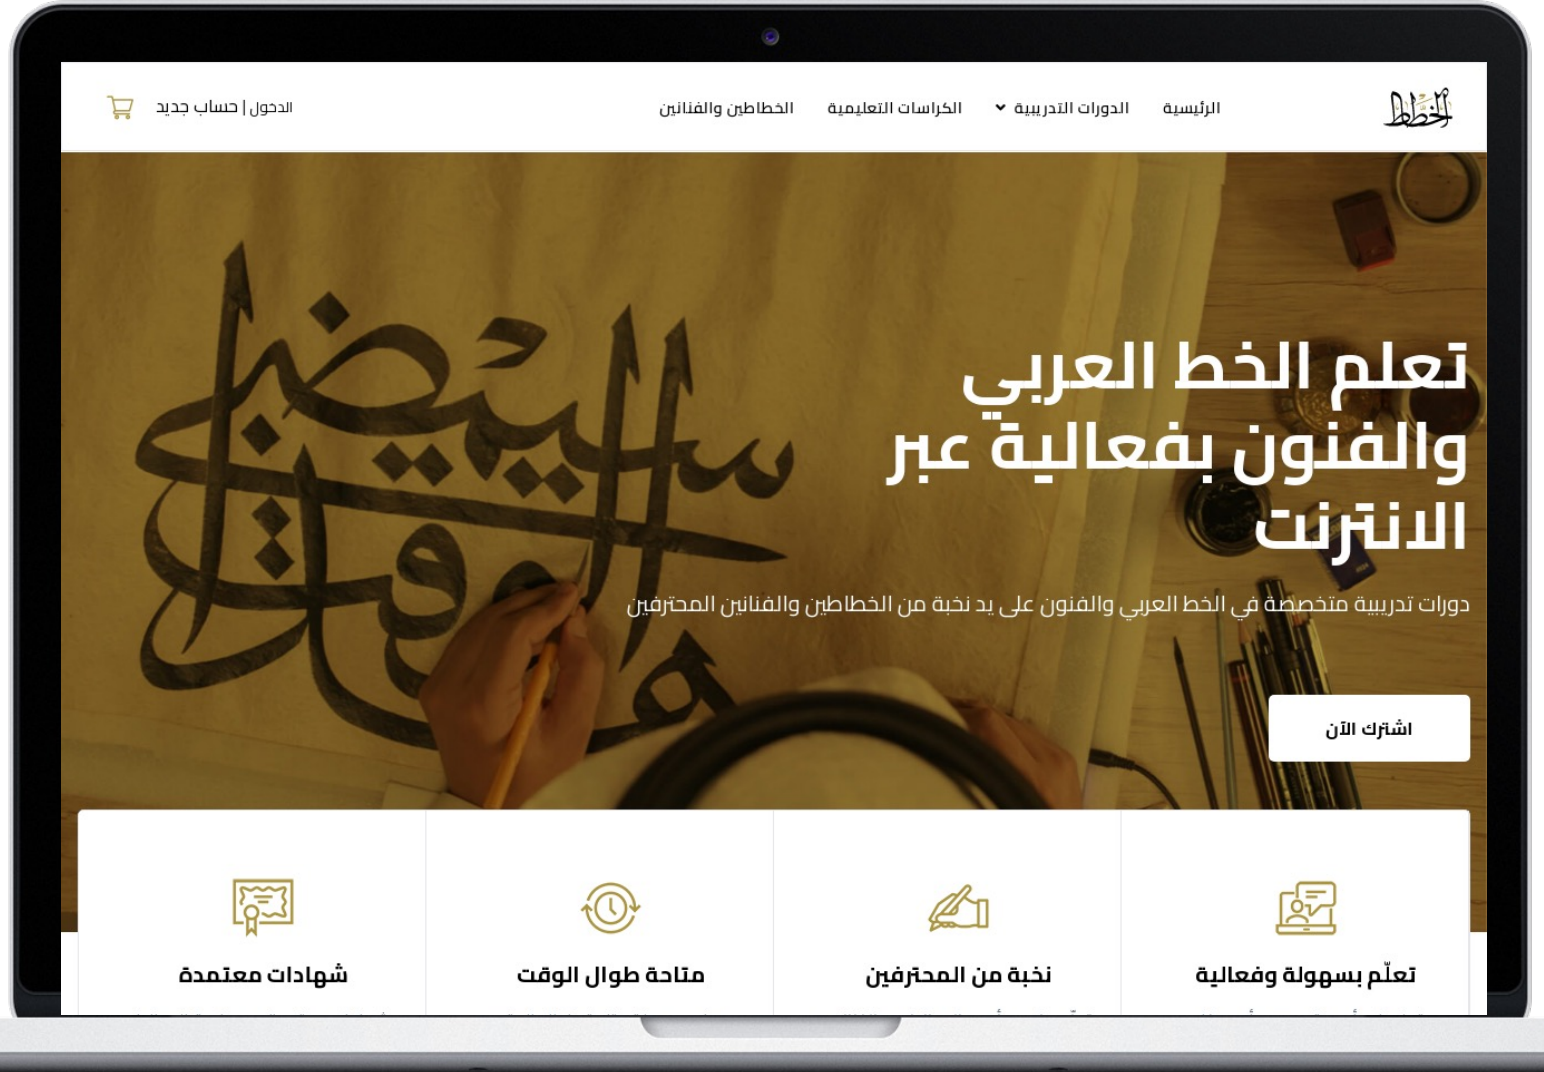 الخطاط
الرئيسية
الدورات التدريبية
الكراسات التعليمية
الخطاطين والفنانين
الدخول | حساب جديد
تعلم الخط العربي
والفنون بفعالية عبر
الانترنت
دورات تدريبية متخصصة في الخط العربي والفنون على يد نخبة من الخطاطين والفنانين المحترفين
اشترك الآن
تعلّم بسهولة وفعالية
نخبة من المحترفين
متاحة طوال الوقت
شهادات معتمدة